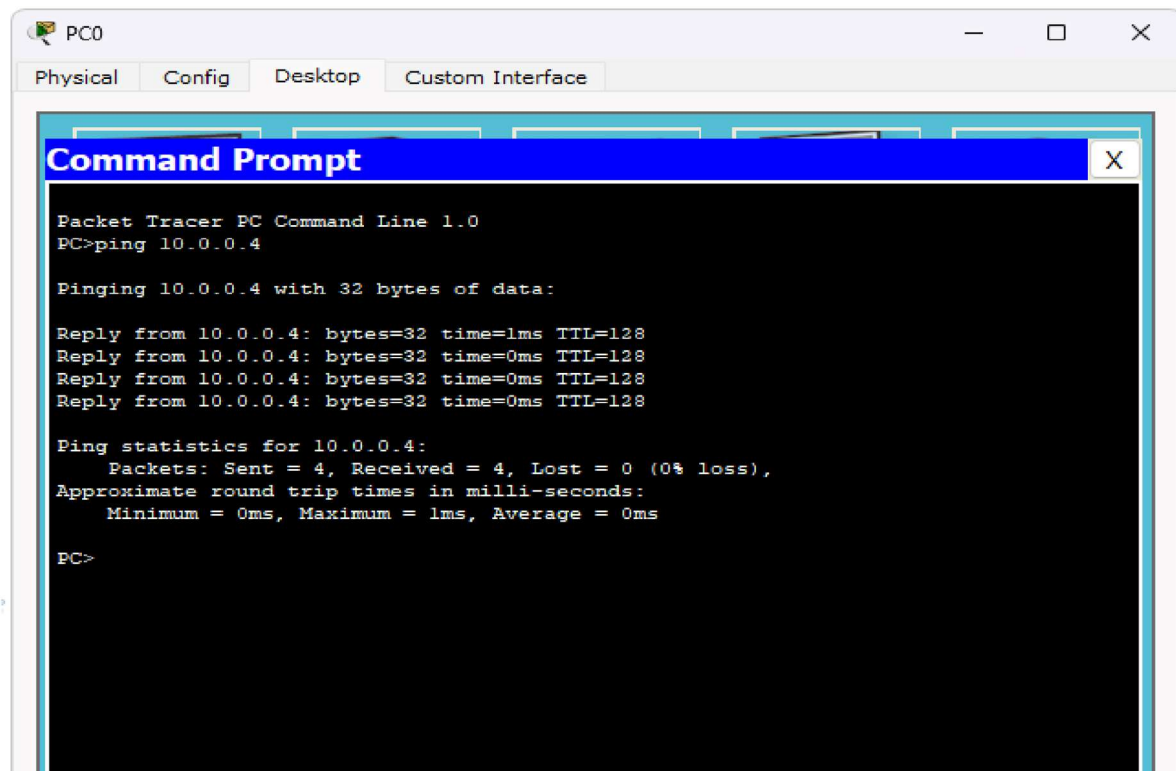 PC0
Physical Config Desktop Custom Interface
Command Prompt X
Packet Tracer PC Command Line 1.0
PC>ping 10.0.0.4
Pinging 10.0.0.4 with 32 bytes of data:
Reply from 10.0.0.4: bytes=32 time=1ms TTL=128
Reply from 10.0.0.4: bytes=32 time=0ms TTL=128
Reply from 10.0.0.4: bytes=32 time=0ms TTL=128
Reply from 10.0.0.4: bytes=32 time=0ms TTL=128
Ping statistics for 10.0.0.4:
Packets: Sent = 4, Received = 4, Lost = 0 (0% loss),
Approximate round trip times in milli-seconds:
Minimum = 0ms, Maximum = 1ms, Average = 0ms
PC>
?